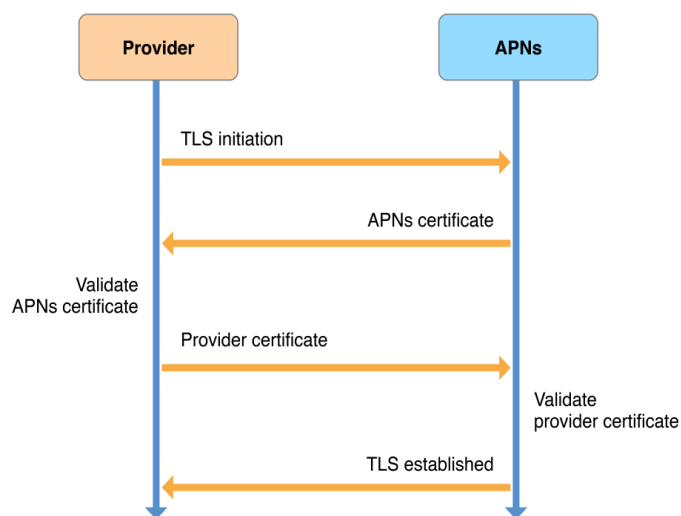 Provider
APNs
TLS initiation
APNs certificate
Validate
APNs certificate
Provider certificate
Validate
provider certificate
TLS established